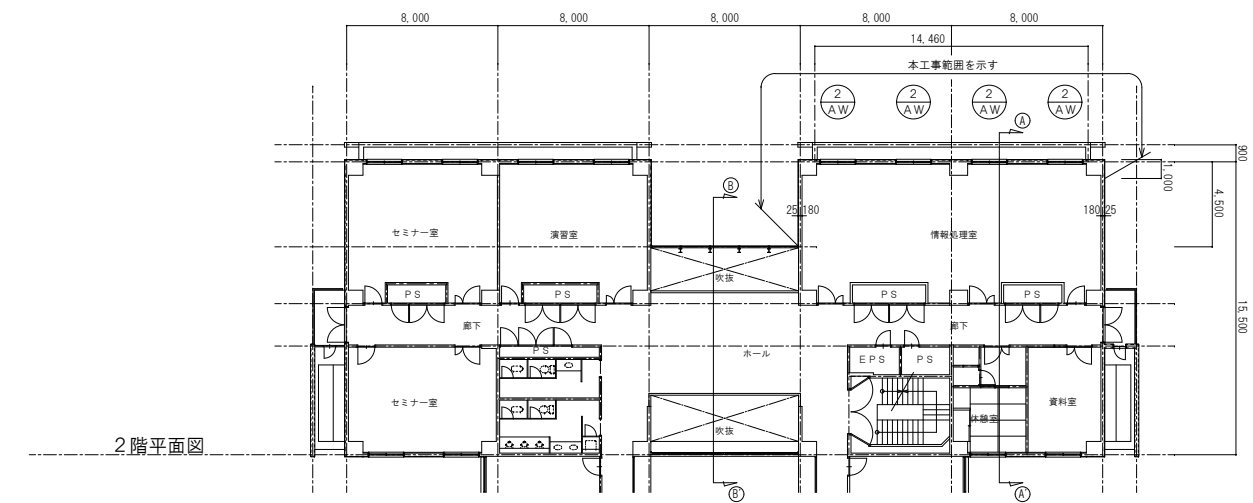 8,000
8,000
8,000
8,000
8,000
14,460
本工事範囲を示す
2
AW
2
AW
2
AW
2
AW
A
900
1,000
4,500
B
25 180
180 25
セミナー室
演習室
情報処理室
吹抜
PS
PS
PS
PS
15,500
廊下
廊下
PS
ホール
EPS
PS
セミナー室
資料室
休憩室
吹抜
2階平面図
B'
A'